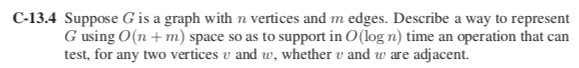 C-13.4 Suppose G is a graph with n vertices and m edges. Describe a way to represent
G using O(n + m) space so as to support in O(log n) time an operation that can
test, for any two vertices v and w, whether v and w are adjacent.